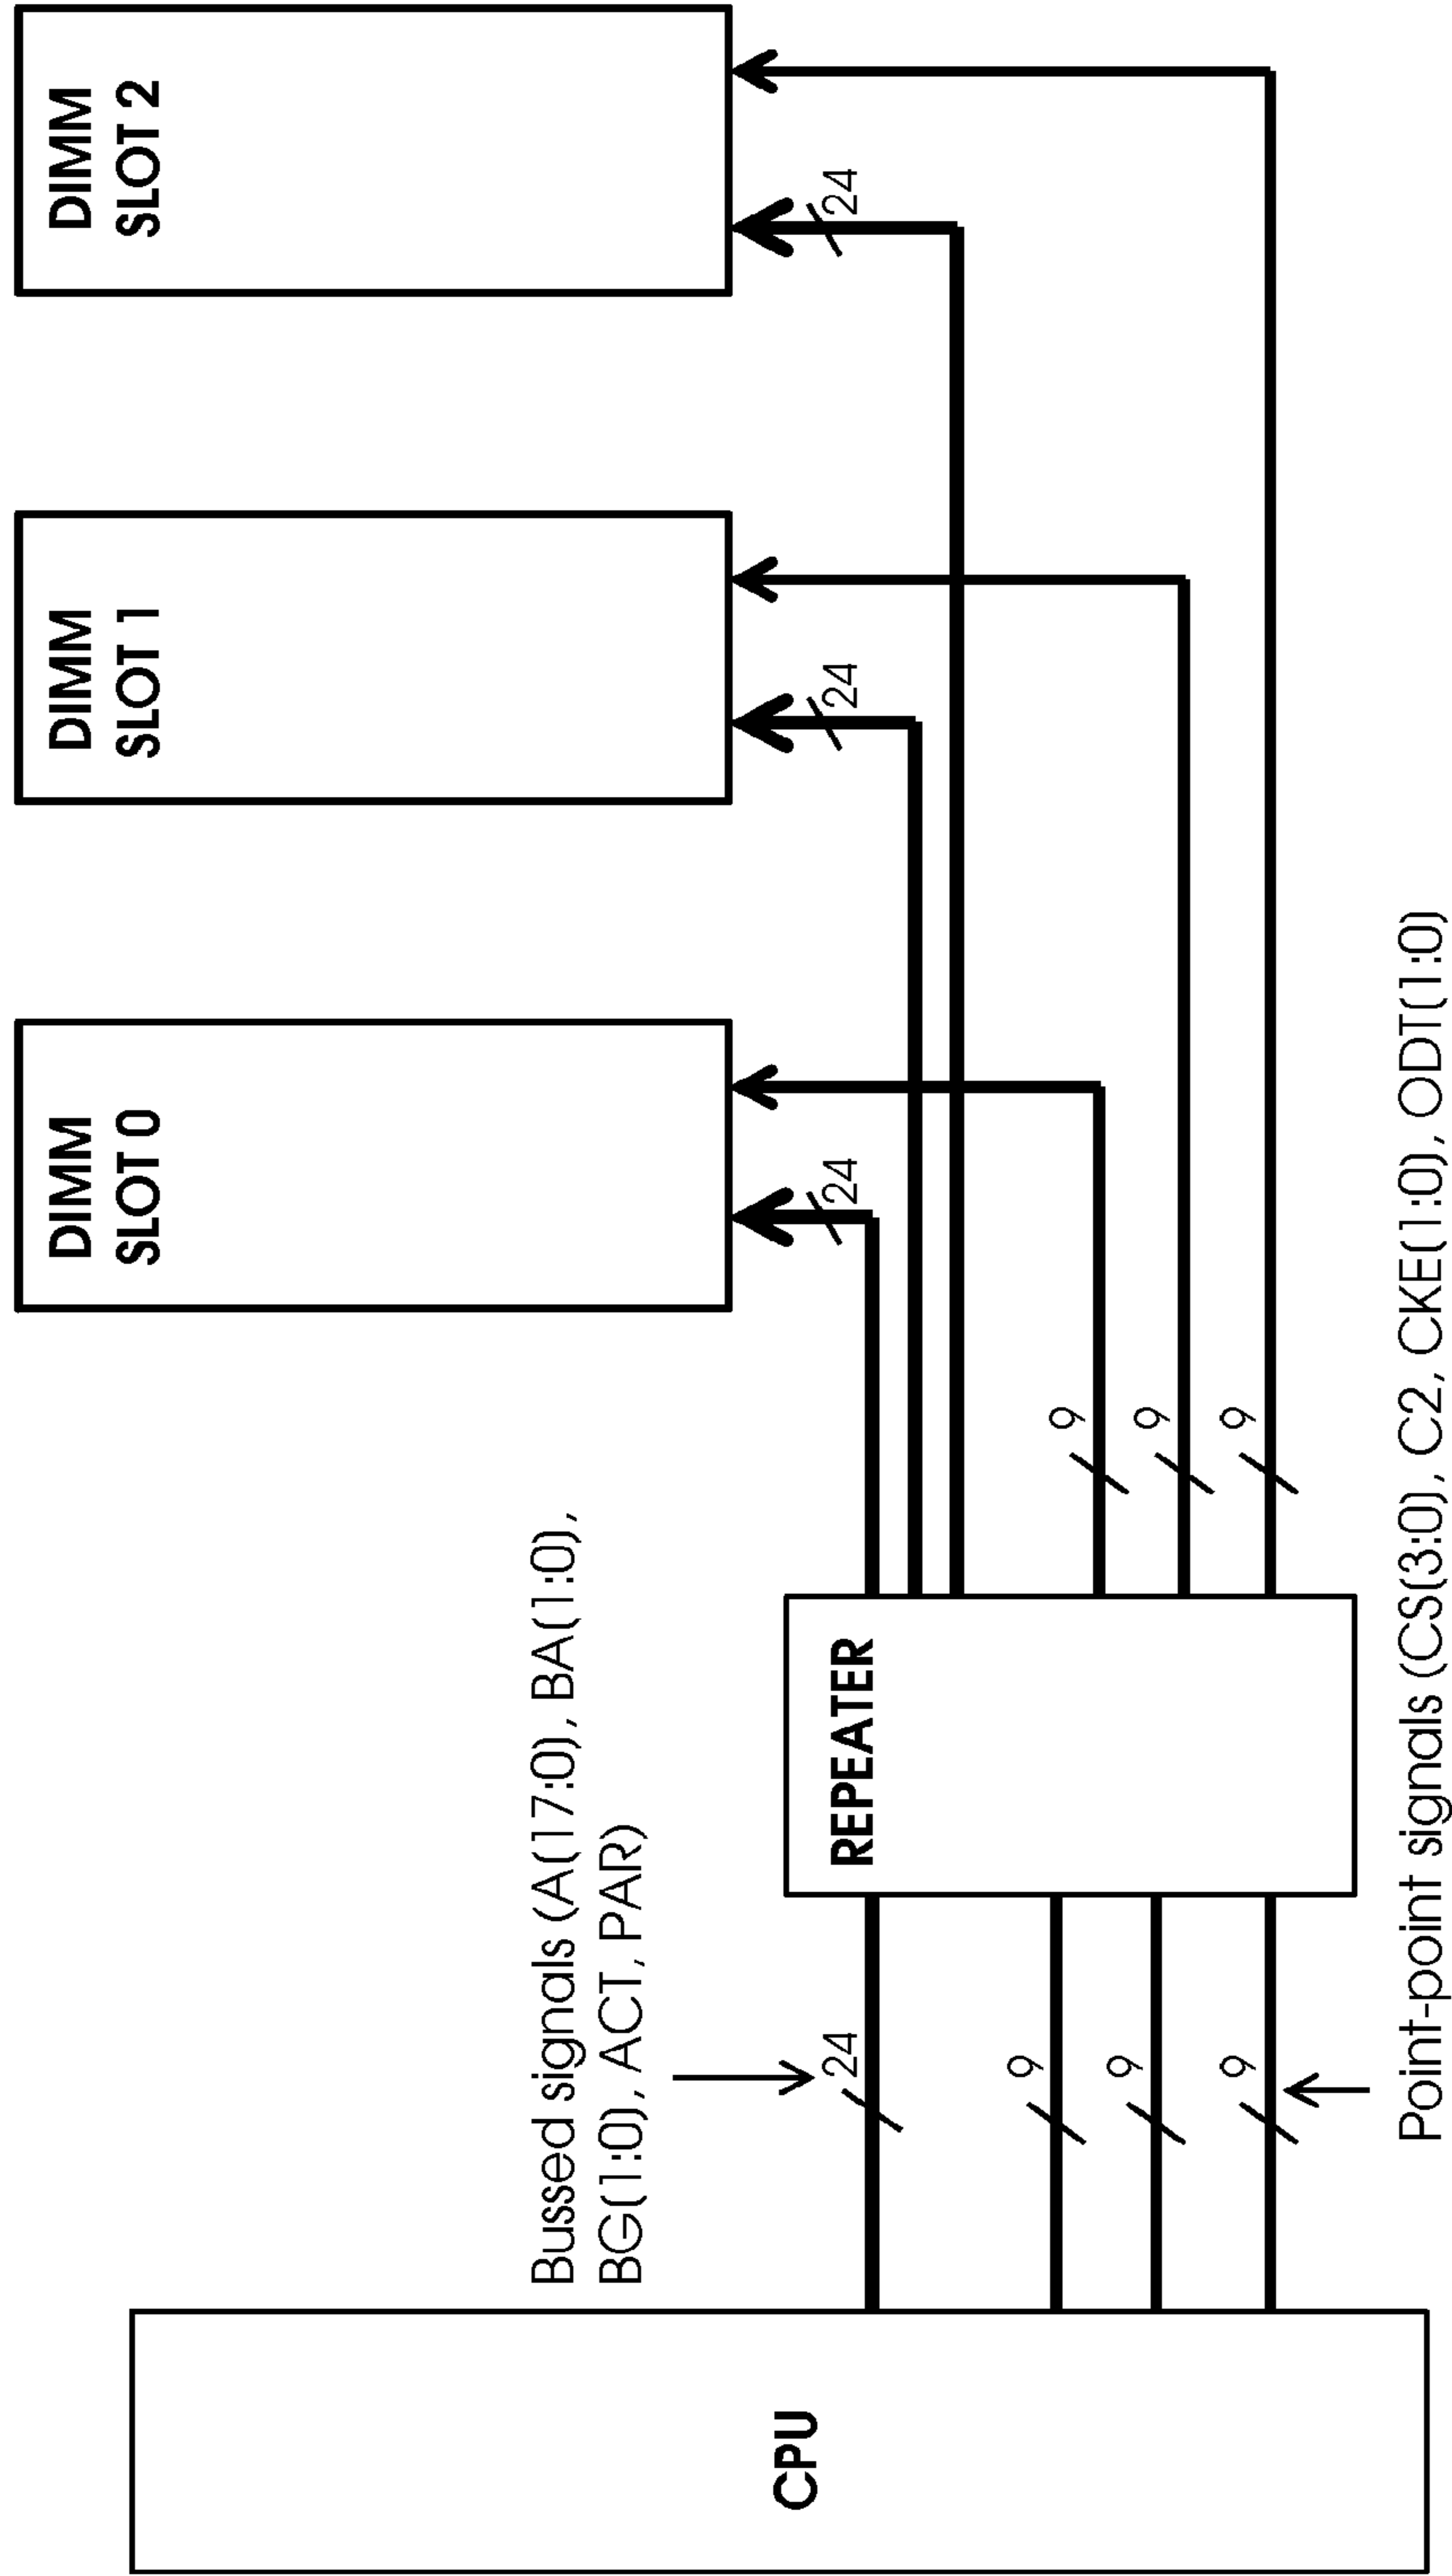 DIMM
SLOT 0
DIMM
SLOT 1
DIMM
SLOT 2
Bussed signals (A(17:0), BA(1:0),
BG(1:0), ACT, PAR)
24
24
24
24
CPU
REPEATER
9
9
9
9
9
9
Point-point signals (CS(3:0), C2, CKE(1:0), ODT(1:0)